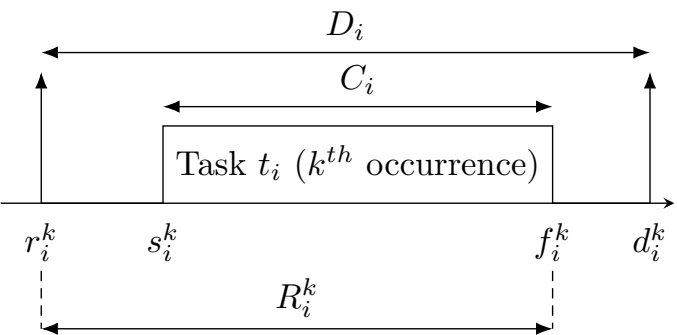 D_i
C_i
Task t_i (k^{th} occurrence)
r_i^k s_i^k f_i^k d_i^k
R_i^k